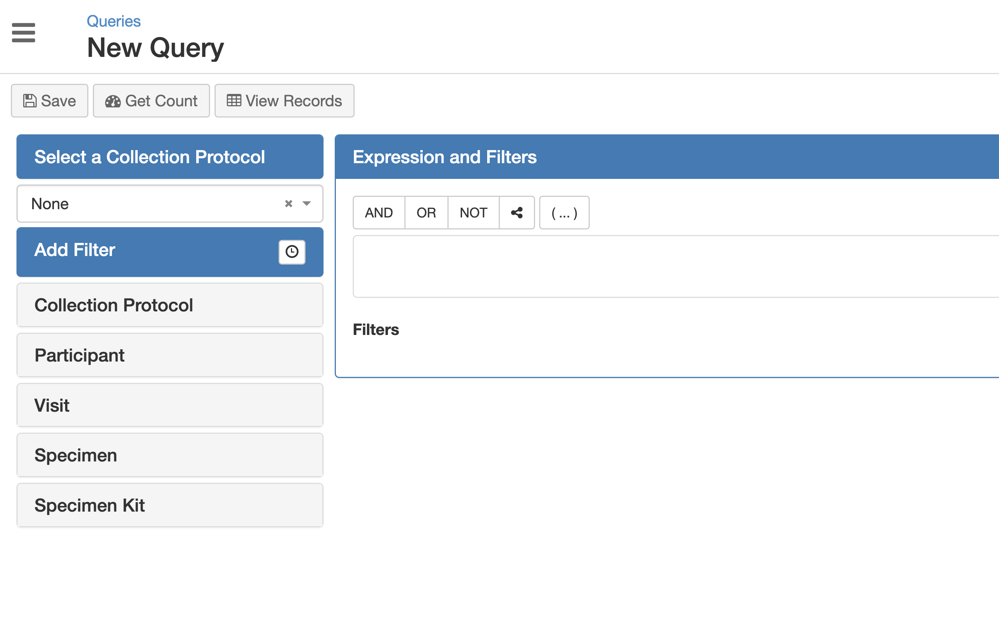 Queries
New Query
Save
Get Count
View Records
Select a Collection Protocol
None
Add Filter
Collection Protocol
Participant
Visit
Specimen
Specimen Kit
Expression and Filters
AND
OR
NOT
( ... )
Filters